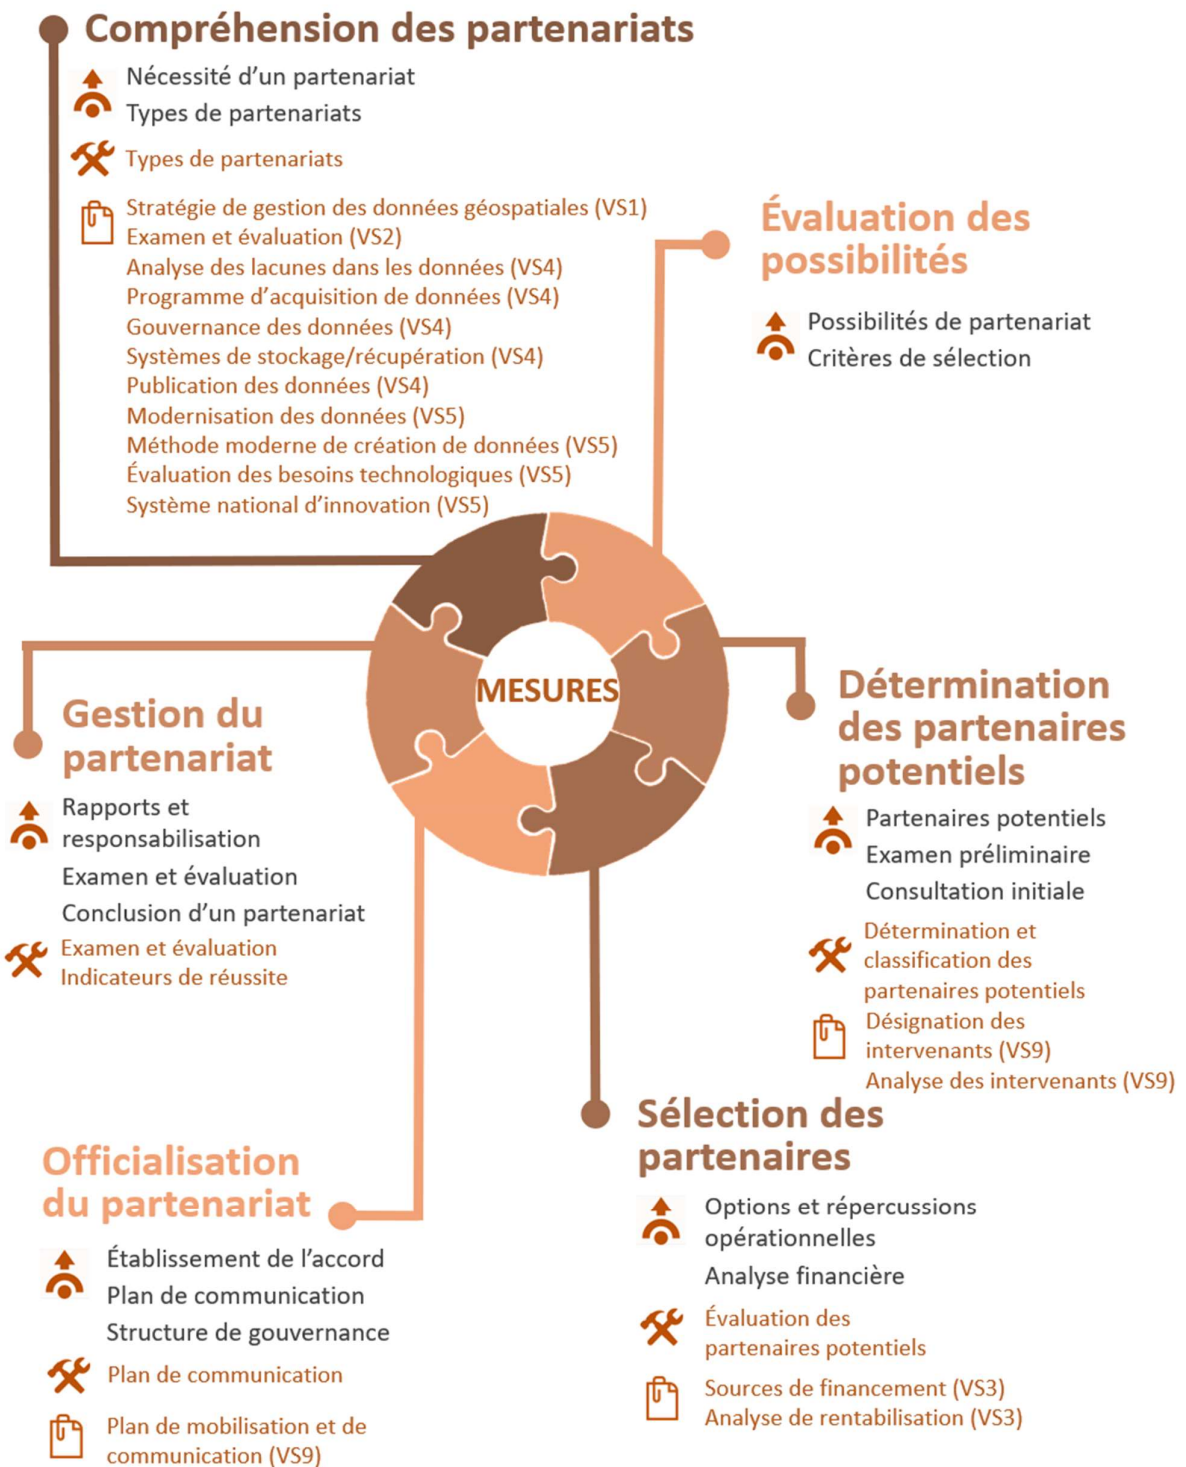 Compréhension des partenariats
Nécessité d'un partenariat
Types de partenariats
Types de partenariats
Stratégie de gestion des données géospatiales (VS1)
Examen et évaluation (VS2)
Analyse des lacunes dans les données (VS4)
Programme d'acquisition de données (VS4)
Gouvernance des données (VS4)
Systèmes de stockage/récupération (VS4)
Publication des données (VS4)
Modernisation des données (VS5)
Méthode moderne de création de données (VS5)
Évaluation des besoins technologiques (VS5)
Système national d'innovation (VS5)
Évaluation des
possibilités
Possibilités de partenariat
Critères de sélection
MESURES
Détermination
des partenaires
potentiels
Partenaires potentiels
Examen préliminaire
Consultation initiale
Détermination et
classification des
partenaires potentiels
Désignation des
intervenants (VS9)
Analyse des intervenants (VS9)
Sélection des
partenaires
Options et répercussions
opérationnelles
Analyse financière
Évaluation des
partenaires potentiels
Sources de financement (VS3)
Analyse de rentabilisation (VS3)
Officialisation
du partenariat
Établissement de l'accord
Plan de communication
Structure de gouvernance
Plan de communication
Plan de mobilisation et de
communication (VS9)
Gestion du
partenariat
Rapports et
responsabilisation
Examen et évaluation
Conclusion d'un partenariat
Examen et évaluation
Indicateurs de réussite